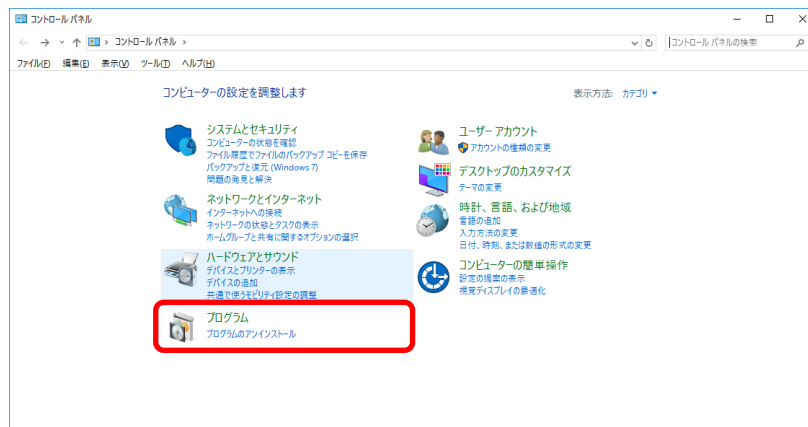 コントロール パネル
コントロール パネル
コントロール パネルの検索
ファイル(F) 編集(E) 表示(V) ツール(T) ヘルプ(H)
コンピューターの設定を調整します
表示方法: カテゴリ
システムとセキュリティ
コンピューターの状態を確認
ファイル履歴でファイルのバックアップ コピーを保存
バックアップと復元 (Windows 7)
問題の発見と解決
ネットワークとインターネット
インターネットへの接続
ネットワークの状態とタスクの表示
ホームグループと共有に関するオプションの選択
ハードウェアとサウンド
デバイスとプリンターの表示
デバイスの追加
共通で使うモビリティ設定の調整
プログラム
プログラムのアンインストール
ユーザー アカウント
アカウントの種類の変更
デスクトップのカスタマイズ
テーマの変更
時計、言語、および地域
言語の追加
入力方法の変更
日付、時刻、または数値の形式の変更
コンピューターの簡単操作
設定の提案の表示
視覚ディスプレイの最適化